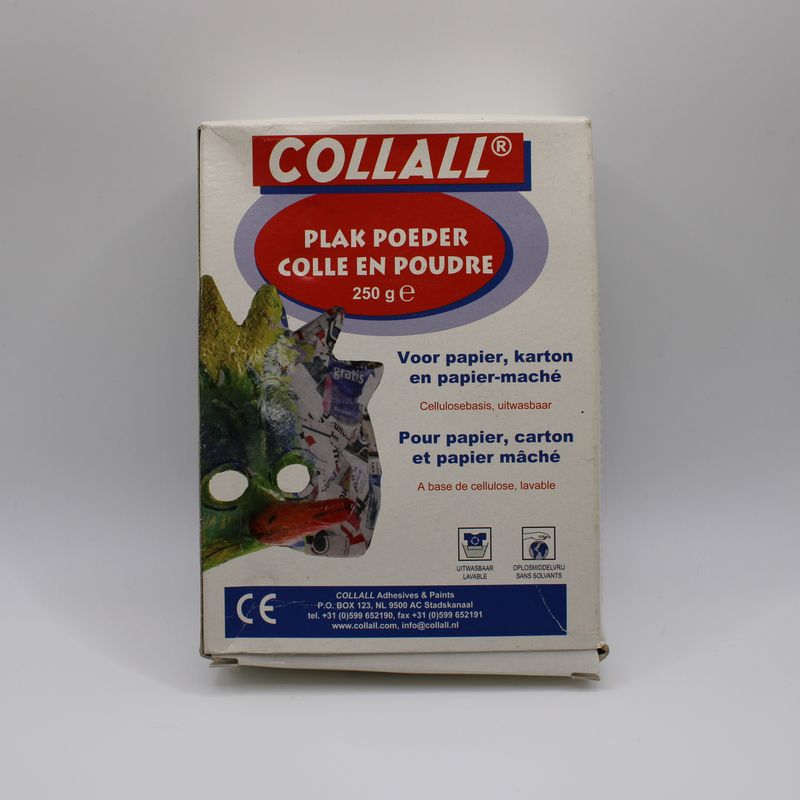 COLLALL®
PLAK POEDER
COLLE EN POUDRE
250 g ℮
gratis
Voor papier, karton
en papier-maché
Cellulosebasis, uitwasbaar
Pour papier, carton
et papier mâché
A base de cellulose, lavable
UITWASBAAR
LAVABLE
OPLOSMIDDELVRIJ
SANS SOLVANTS
CE
COLLALL Adhesives & Paints
P.O. BOX 123, NL 9500 AC Stadskanaal
tel. +31 (0)599 652190, fax +31 (0)599 652191
www.collall.com, info@collall.nl